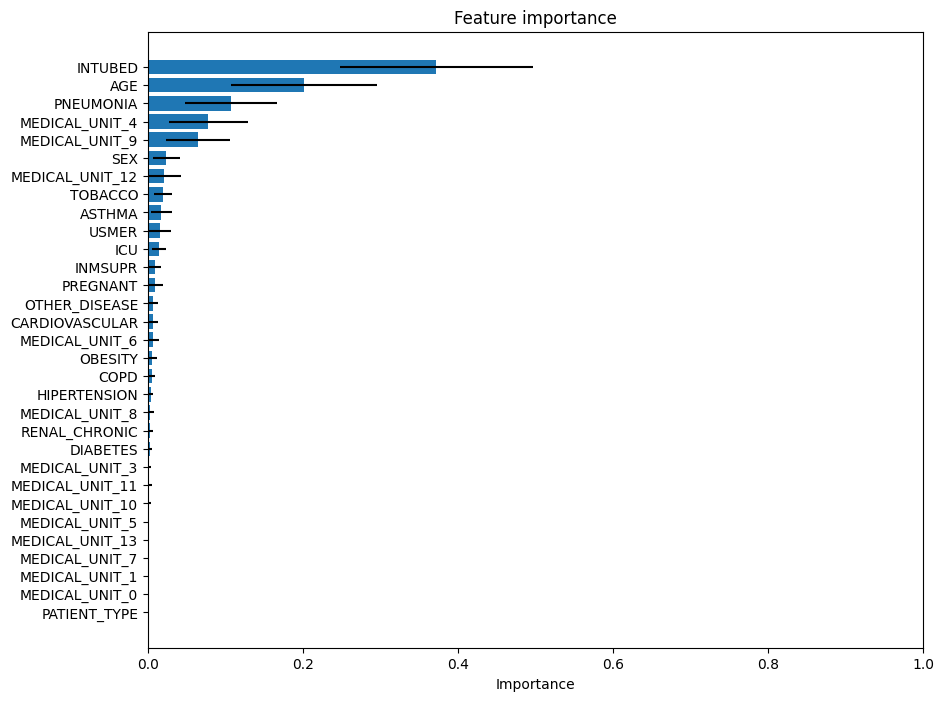 Feature importance
INTUBED
AGE
PNEUMONIA
MEDICAL_UNIT_4
MEDICAL_UNIT_9
SEX
MEDICAL_UNIT_12
TOBACCO
ASTHMA
USMER
ICU
INMSUPR
PREGNANT
OTHER_DISEASE
CARDIOVASCULAR
MEDICAL_UNIT_6
OBESITY
COPD
HIPERTENSION
MEDICAL_UNIT_8
RENAL_CHRONIC
DIABETES
MEDICAL_UNIT_3
MEDICAL_UNIT_11
MEDICAL_UNIT_10
MEDICAL_UNIT_5
MEDICAL_UNIT_13
MEDICAL_UNIT_7
MEDICAL_UNIT_1
MEDICAL_UNIT_0
PATIENT_TYPE
0.0 0.2 0.4 0.6 0.8 1.0
Importance